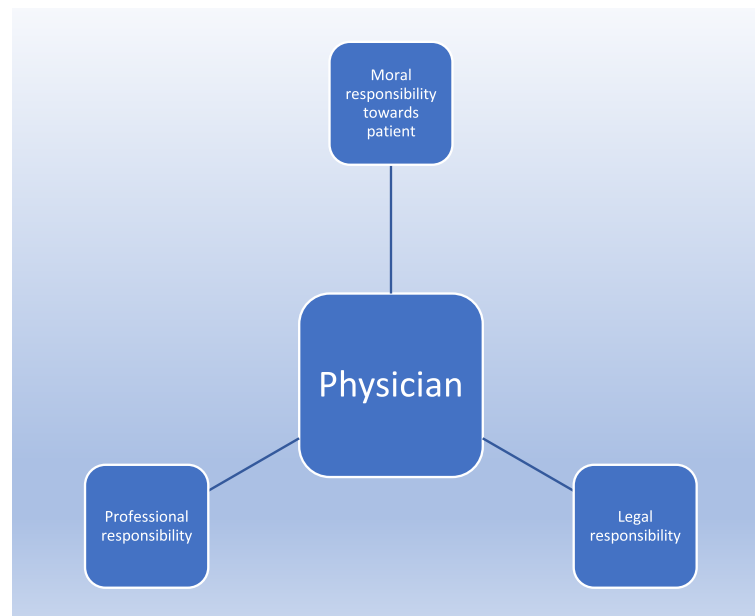 Moral
responsibility
towards
patient
Physician
Professional
responsibility
Legal
responsibility